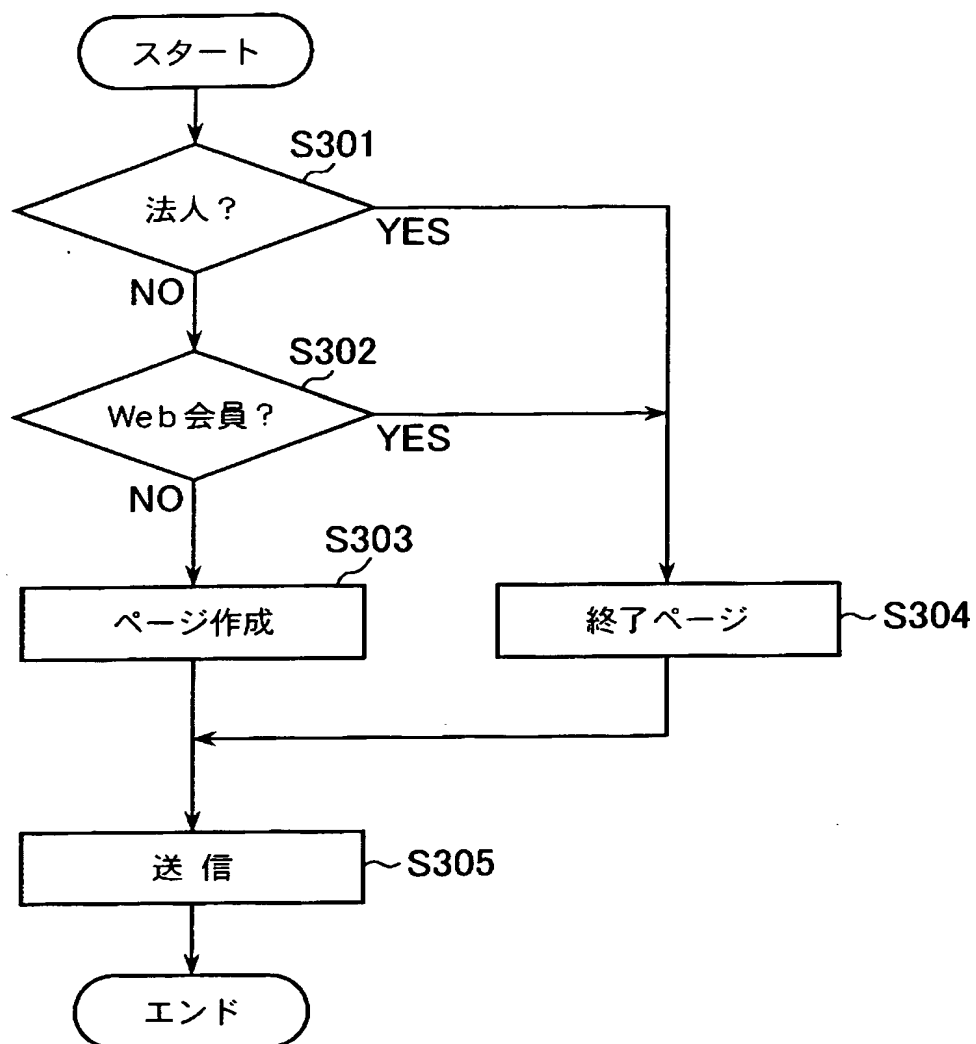 スタート
S301
法人?
YES
NO
S302
Web会員?
YES
NO
S303
ページ作成
終了ページ
S304
送信
S305
エンド